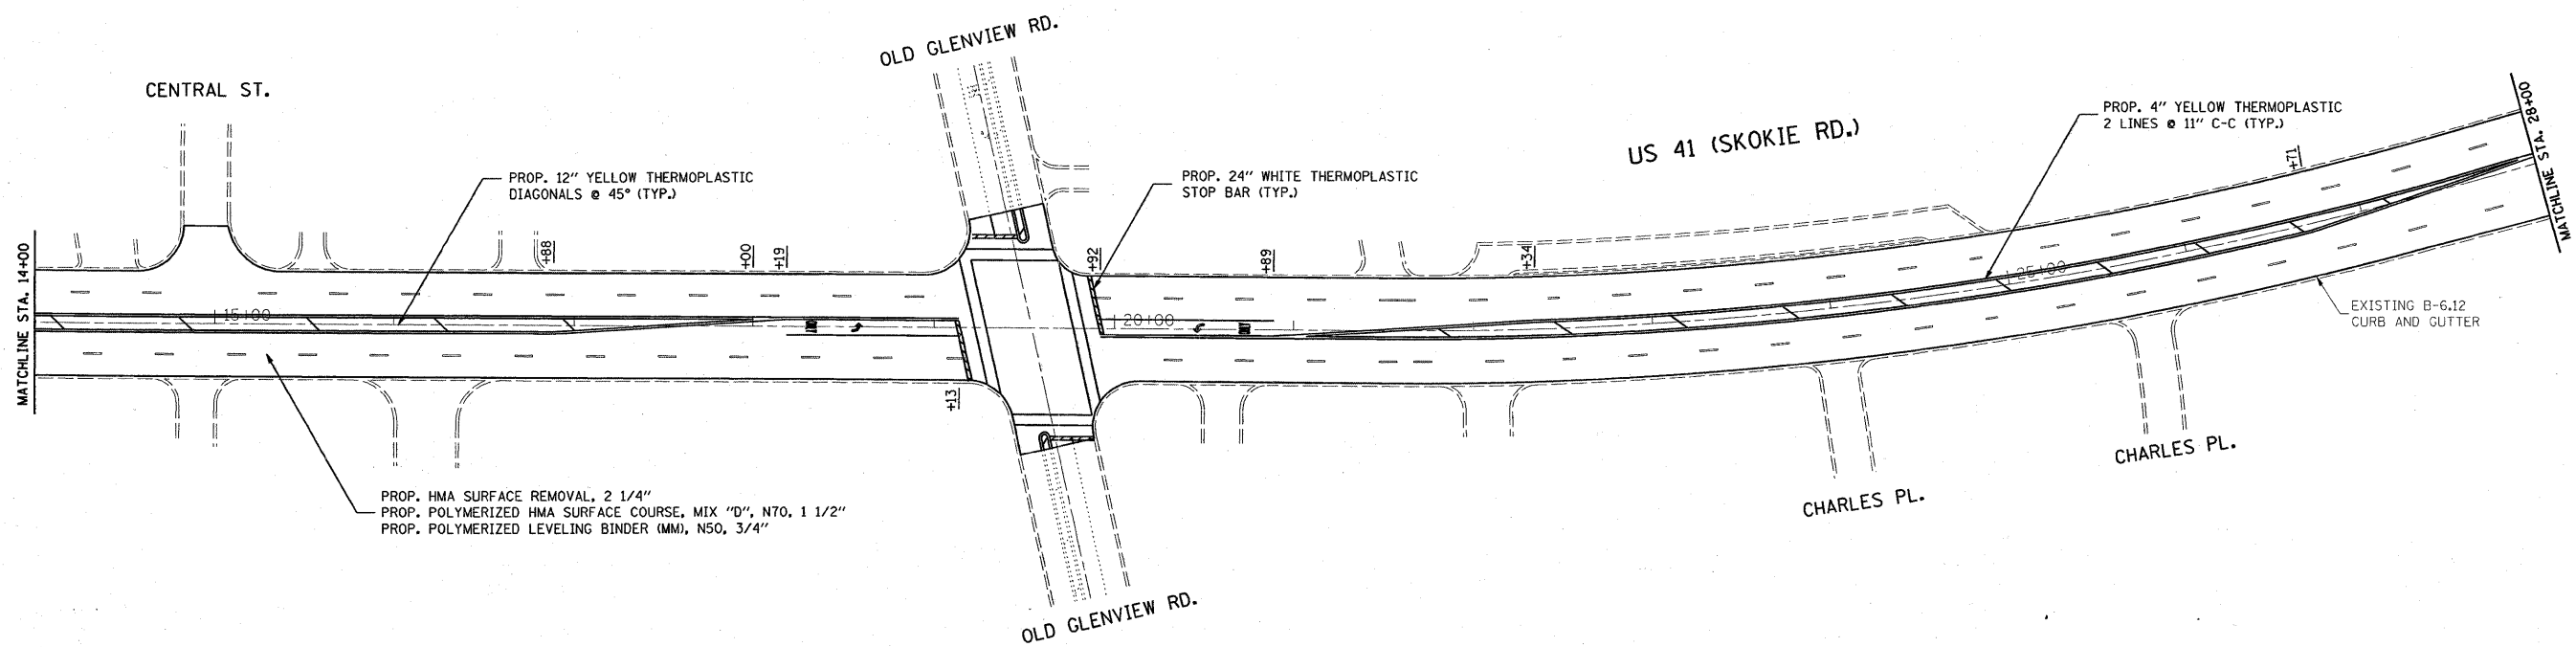 OLD GLENVIEW RD.
CENTRAL ST.
US 41 (SKOKIE RD.)
PROP. 4" YELLOW THERMOPLASTIC
2 LINES @ 11" C-C (TYP.)
MATCHLINE STA. 28+00
PROP. 12" YELLOW THERMOPLASTIC
DIAGONALS @ 45° (TYP.)
PROP. 24" WHITE THERMOPLASTIC
STOP BAR (TYP.)
+71
MATCHLINE STA. 14+00
+88
+00
+19
+92
+89
+34
15+00
20+00
25+00
+13
EXISTING B-6.12
CURB AND GUTTER
CHARLES PL.
CHARLES PL.
PROP. HMA SURFACE REMOVAL, 2 1/4"
PROP. POLYMERIZED HMA SURFACE COURSE, MIX "D", N70, 1 1/2"
PROP. POLYMERIZED LEVELING BINDER (MM), N50, 3/4"
OLD GLENVIEW RD.